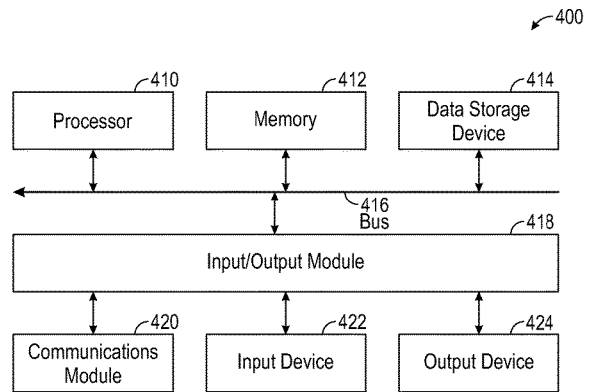 400
410
412
414
Processor
Memory
Data Storage
Device
416
Bus
418
Input/Output Module
420
422
424
Communications
Module
Input Device
Output Device